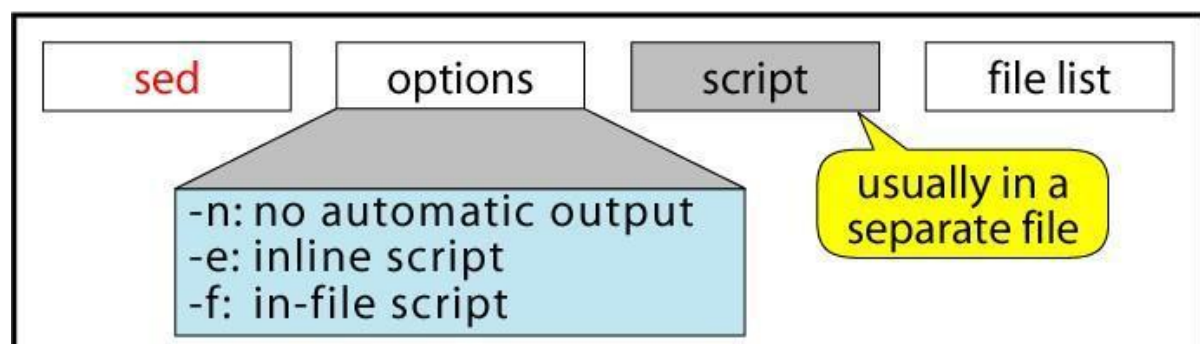 sed
options
script
file list
usually in a
separate file
-n: no automatic output
-e: inline script
-f: in-file script